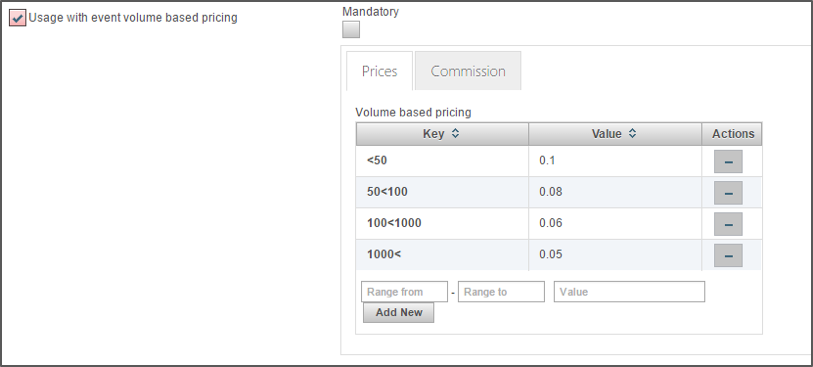 Usage with event volume based pricing
Mandatory
Prices Commission
Volume based pricing
Key Value Actions
<50 0.1
50<100 0.08
100<1000 0.06
1000< 0.05
Range from - Range to Value
Add New